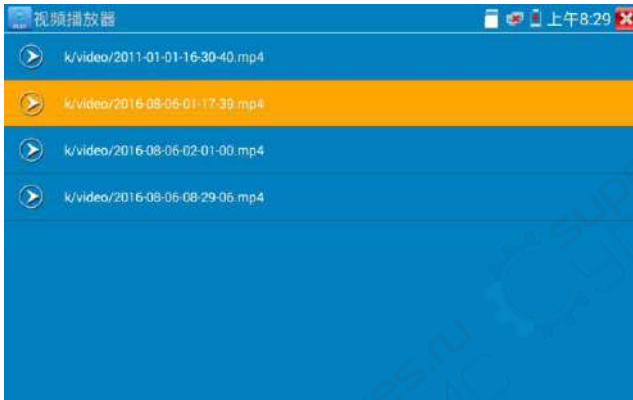 视频播放器
上午8:29
k/video/2011-01-01-16-30-40.mp4
k/video/2016-08-06-01-17-39.mp4
k/video/2016-08-06-02-01-00.mp4
k/video/2016-08-06-08-29-06.mp4